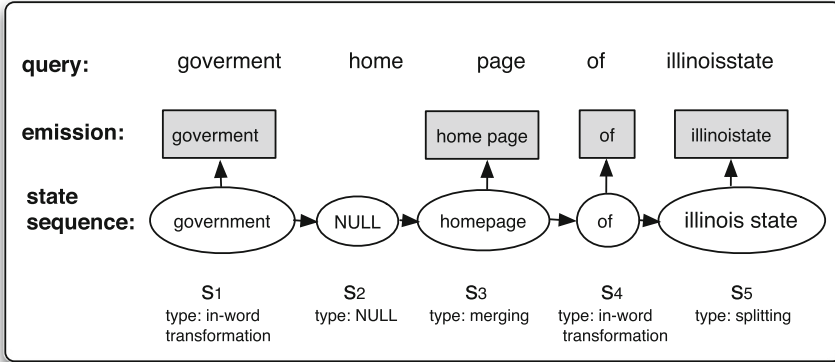 query: goverment home page of illinoisstate
emission: goverment home page of illinoistate
state
sequence: government NULL homepage of illinois state
S1 S2 S3 S4 S5
type: in-word type: NULL type: merging type: in-word type: splitting
transformation transformation